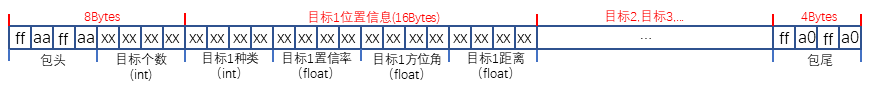 8Bytes 目标1位置信息(16Bytes) 目标2,目标3,... 4Bytes
ff aa ff aa xx xx xx xx xx xx xx xx xx xx xx xx xx xx xx xx xx xx xx xx ... ff a0 ff a0
包头 目标个数 目标1种类 目标1置信率 目标1方位角 目标1距离 包尾
(int) (int) (float) (float) (float)